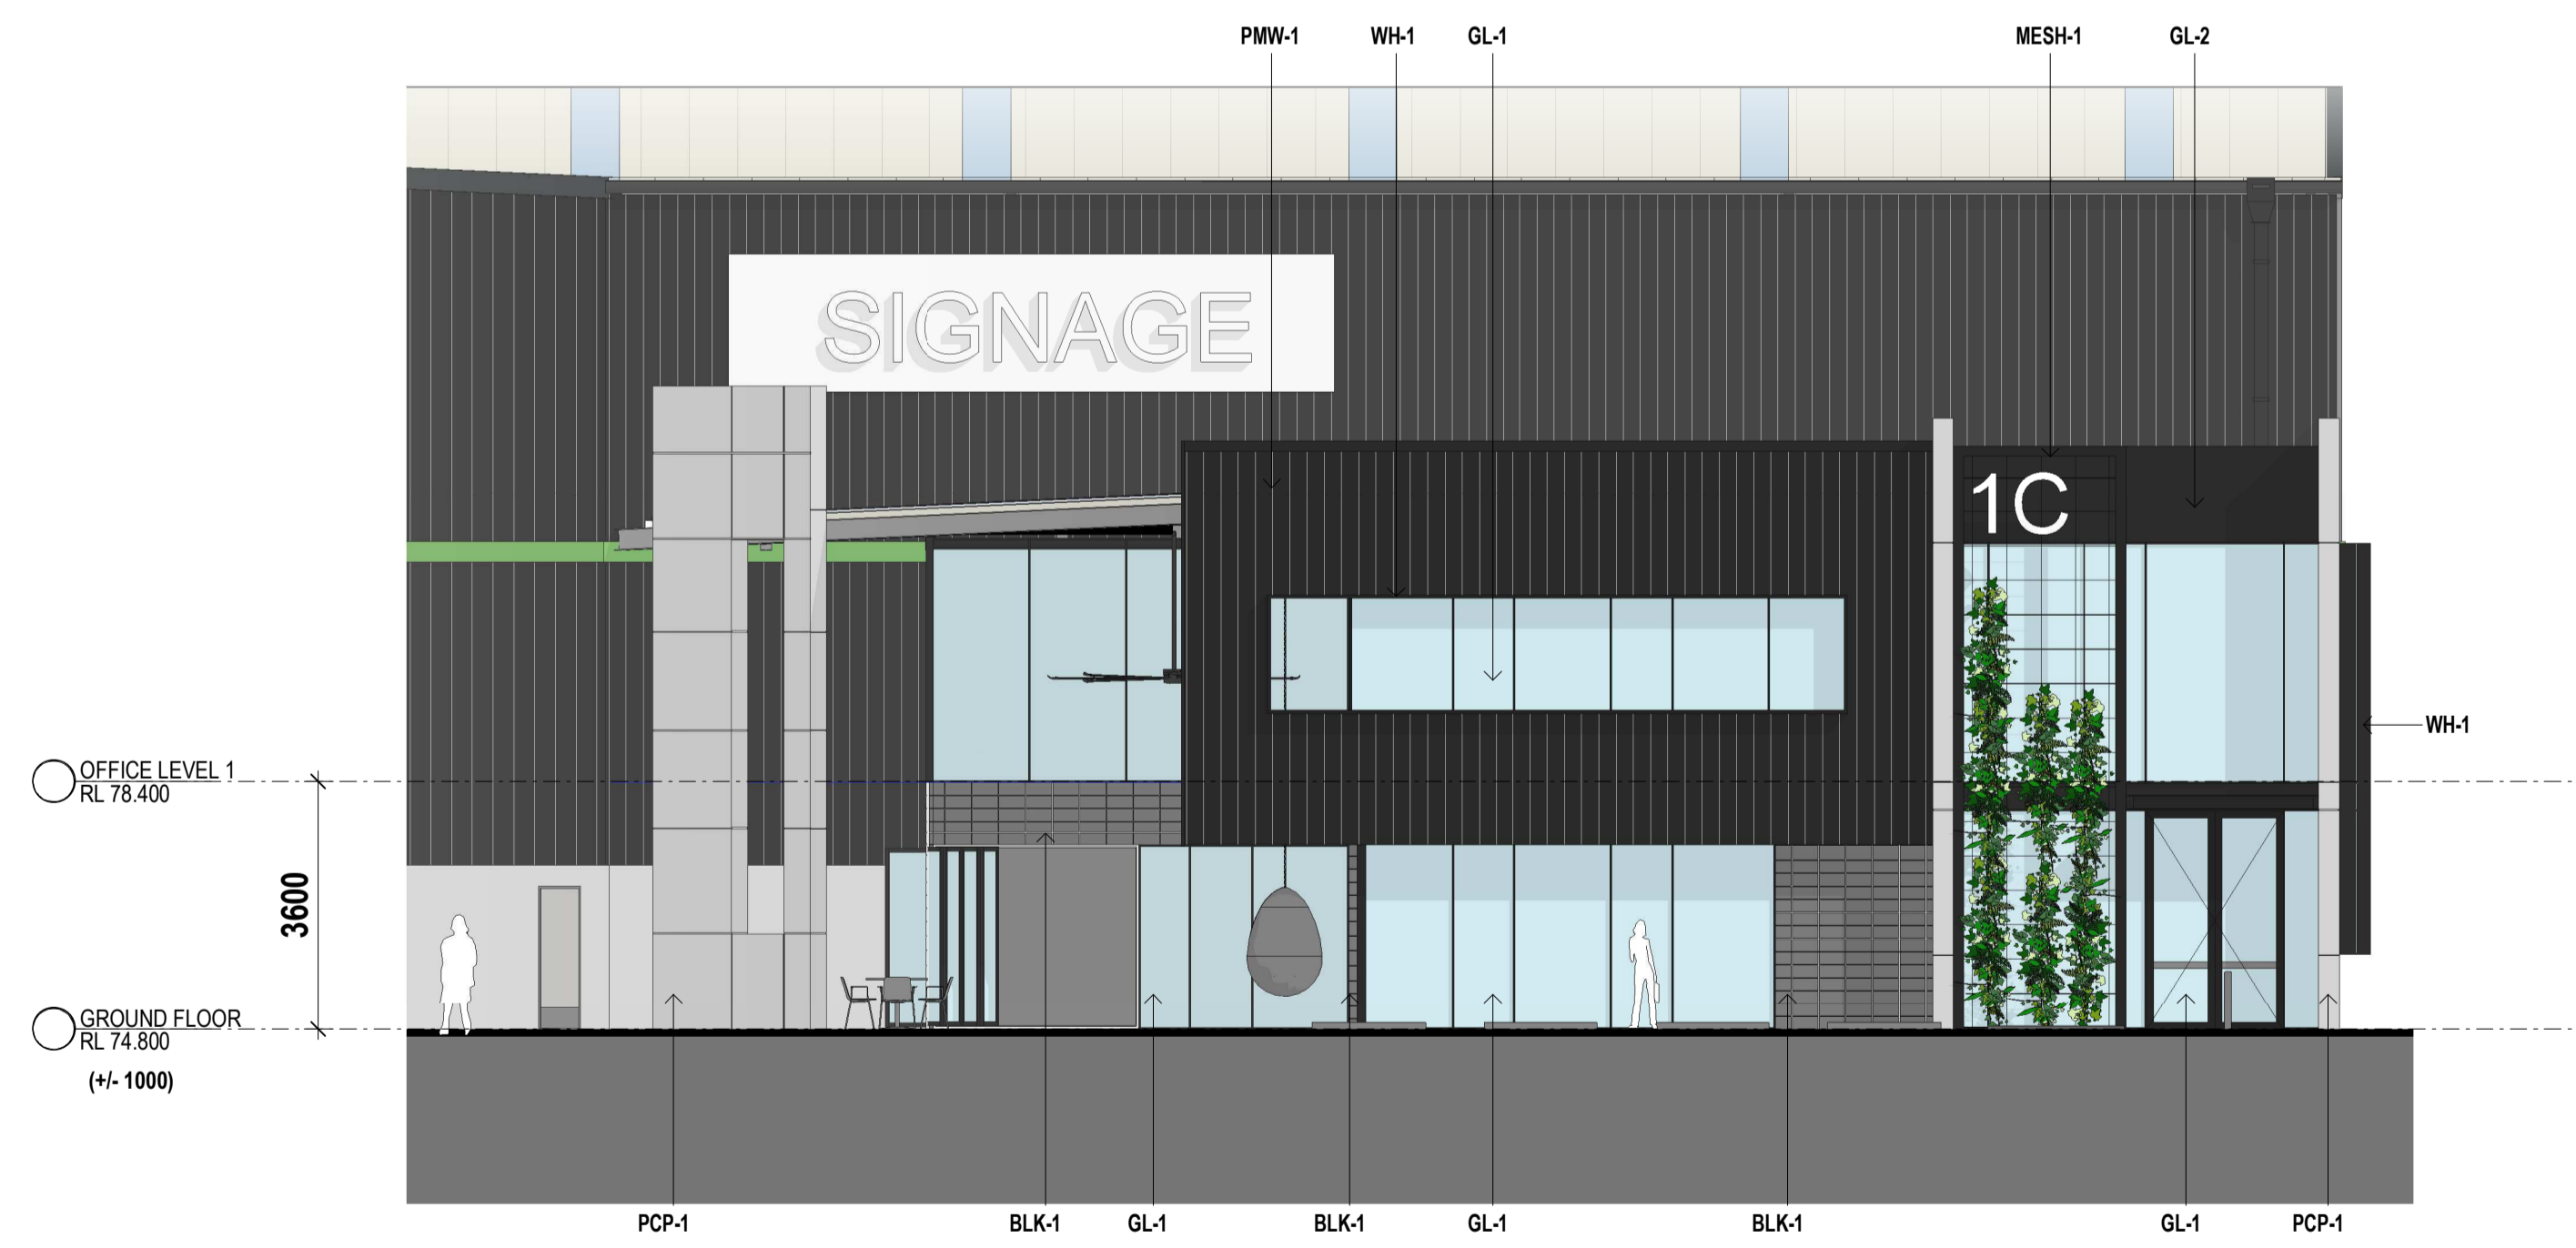 PMW-1 WH-1 GL-1 MESH-1 GL-2
SIGNAGE
1C
WH-1
OFFICE LEVEL 1
RL 78.400
3600
GROUND FLOOR
RL 74.800
(+/- 1000)
PCP-1 BLK-1 GL-1 BLK-1 GL-1 BLK-1 GL-1 PCP-1